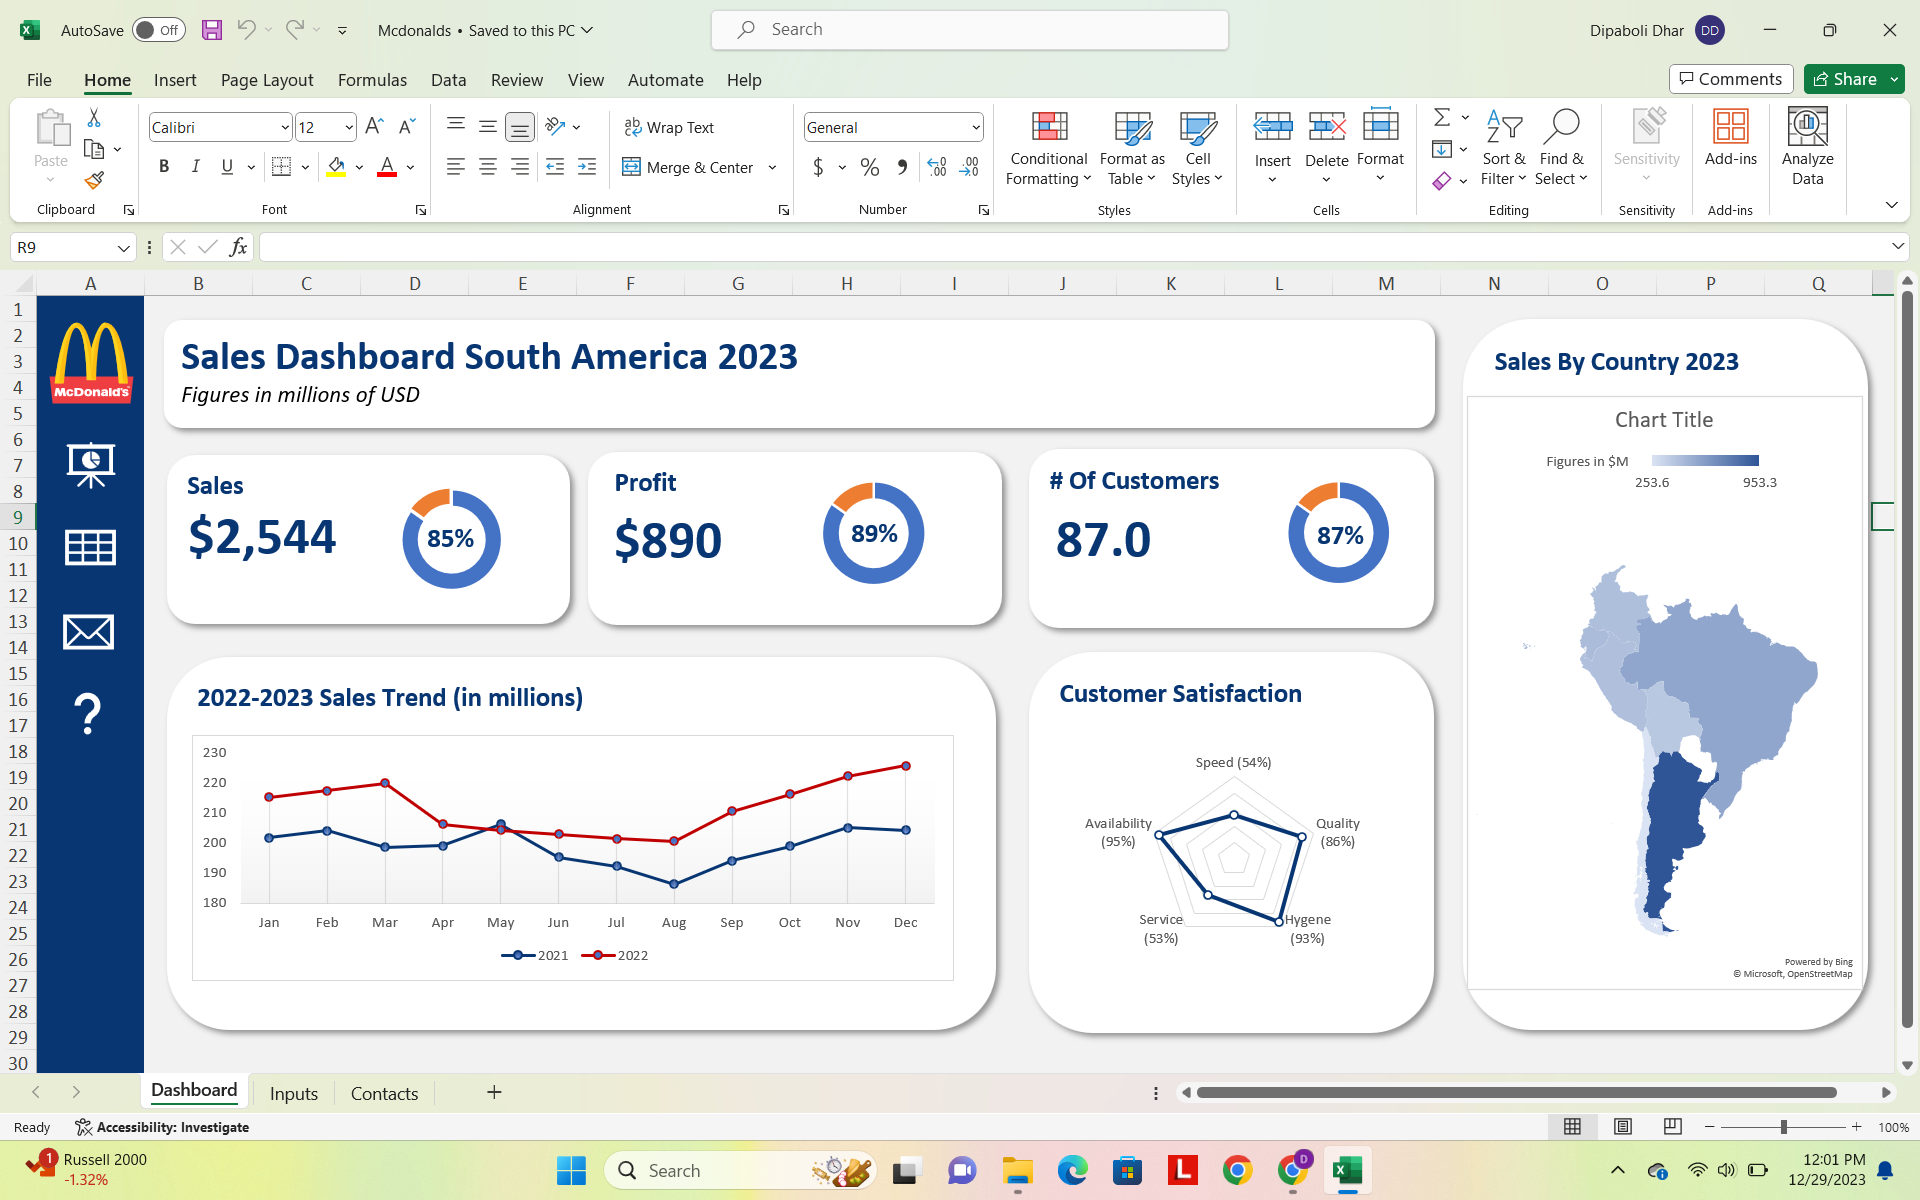 AutoSave Off Mcdonalds • Saved to this PC Search Dipaboli Dhar DD
File Home Insert Page Layout Formulas Data Review View Automate Help Comments Share
Paste
Clipboard
Calibri 12
B I U A
Font
Wrap Text
Merge & Center
Alignment
General
$ % , .00
Number
Conditional Formatting
Format as Table
Cell Styles
Styles
Insert Delete Format
Cells
Sort & Filter
Find & Select
Editing
Sensitivity
Sensitivity
Add-ins
Add-ins
Analyze Data
R9 fx
A B C D E F G H I J K L M N O P Q
1
2
3
4
5
6
7
8
9
10
11
12
13
14
15
16
17
18
19
20
21
22
23
24
25
26
27
28
29
30
McDonald's
?
Sales Dashboard South America 2023
Figures in millions of USD
Sales
$2,544
85%
Profit
$890
89%
# Of Customers
87.0
87%
2022-2023 Sales Trend (in millions)
230
220
210
200
190
180
Jan Feb Mar Apr May Jun Jul Aug Sep Oct Nov Dec
2021 2022
Customer Satisfaction
Speed (54%)
Quality
(86%)
Hygene
(93%)
Service
(53%)
Availability
(95%)
Sales By Country 2023
Chart Title
Figures in $M
253.6 953.3
Powered by Bing
© Microsoft, OpenStreetMap
Dashboard Inputs Contacts +
Ready Accessibility: Investigate 100%
1 Russell 2000
-1.32%
Search
D
12:01 PM
12/29/2023